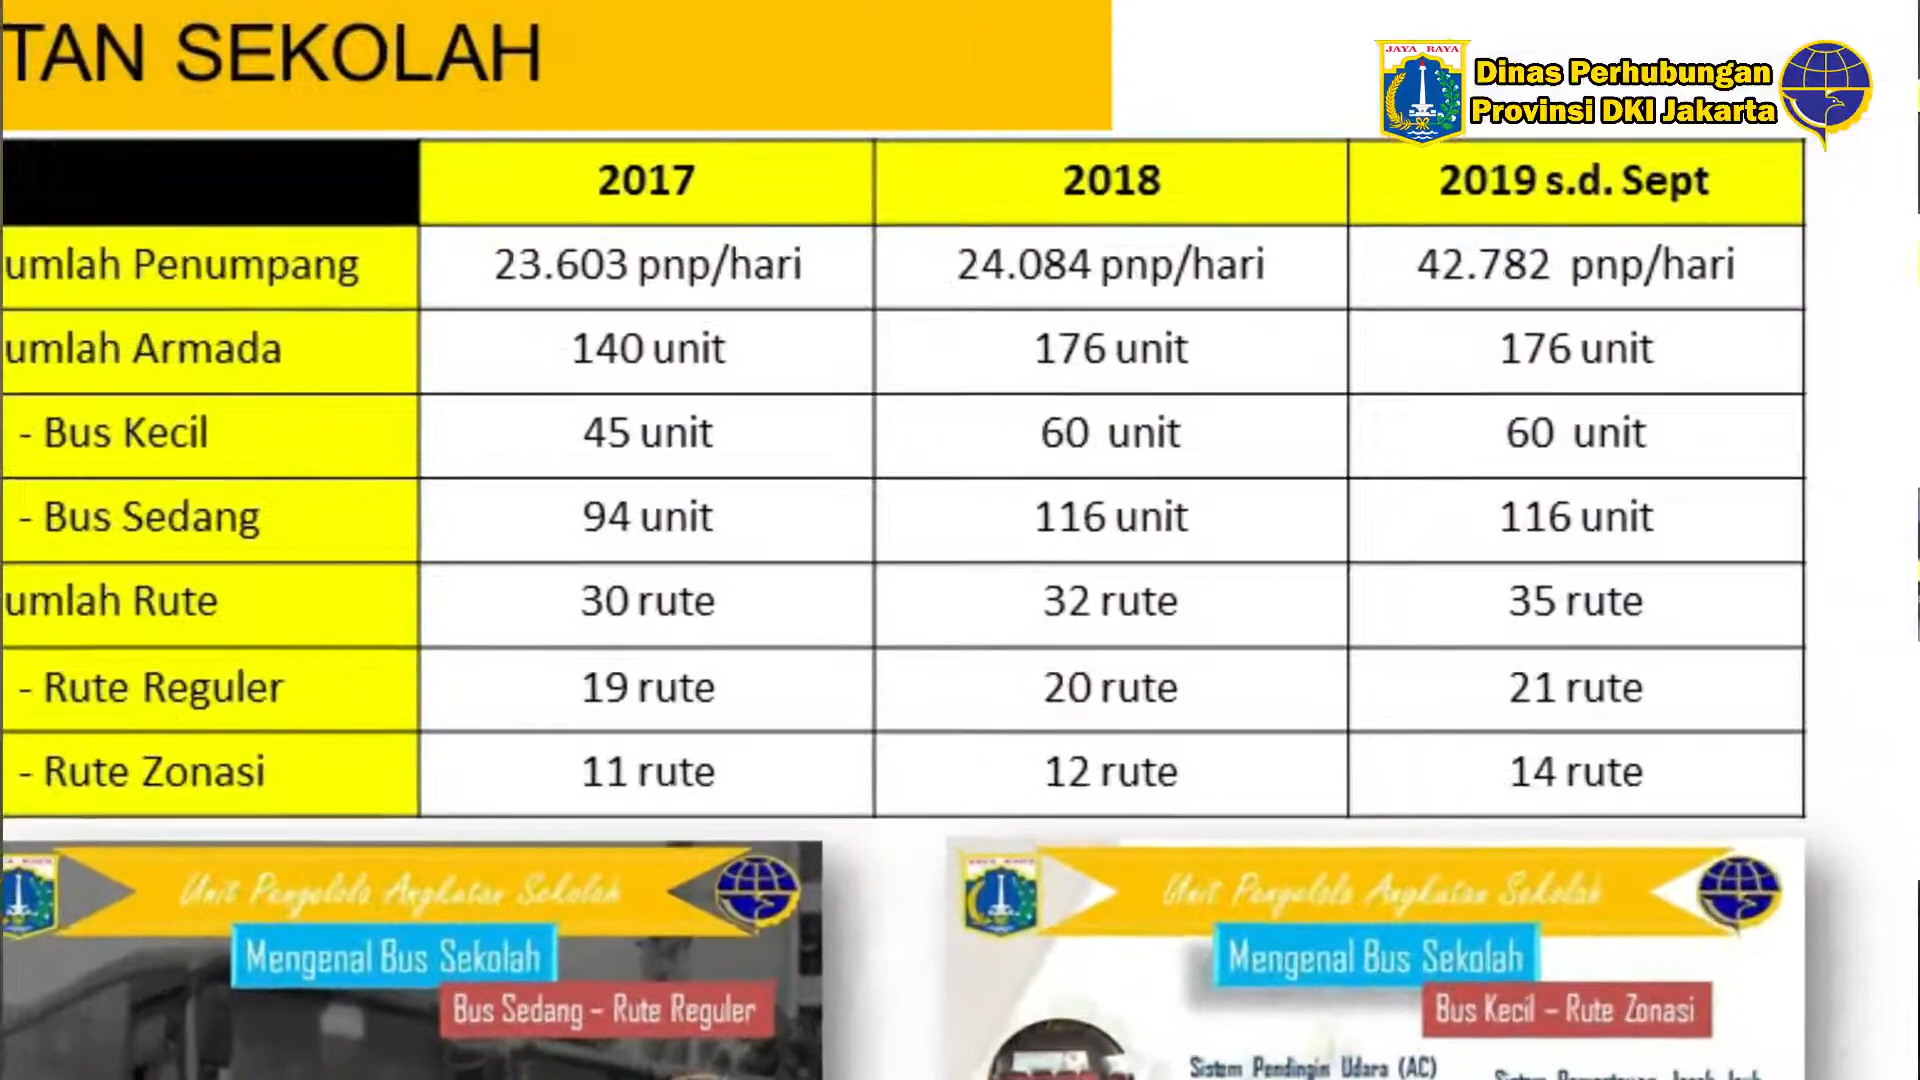 TAN SEKOLAH
JAYA RAYA
Dinas Perhubungan
Provinsi DKI Jakarta
2017 2018 2019 s.d. Sept
umlah Penumpang 23.603 pnp/hari 24.084 pnp/hari 42.782 pnp/hari
umlah Armada 140 unit 176 unit 176 unit
- Bus Kecil 45 unit 60 unit 60 unit
- Bus Sedang 94 unit 116 unit 116 unit
umlah Rute 30 rute 32 rute 35 rute
- Rute Reguler 19 rute 20 rute 21 rute
- Rute Zonasi 11 rute 12 rute 14 rute
Unit Pengelola Angkutan Sekolah
Mengenal Bus Sekolah
Bus Sedang – Rute Reguler
Unit Pengelola Angkutan Sekolah
Mengenal Bus Sekolah
Bus Kecil – Rute Zonasi
Sistem Pendingin Udara (AC)